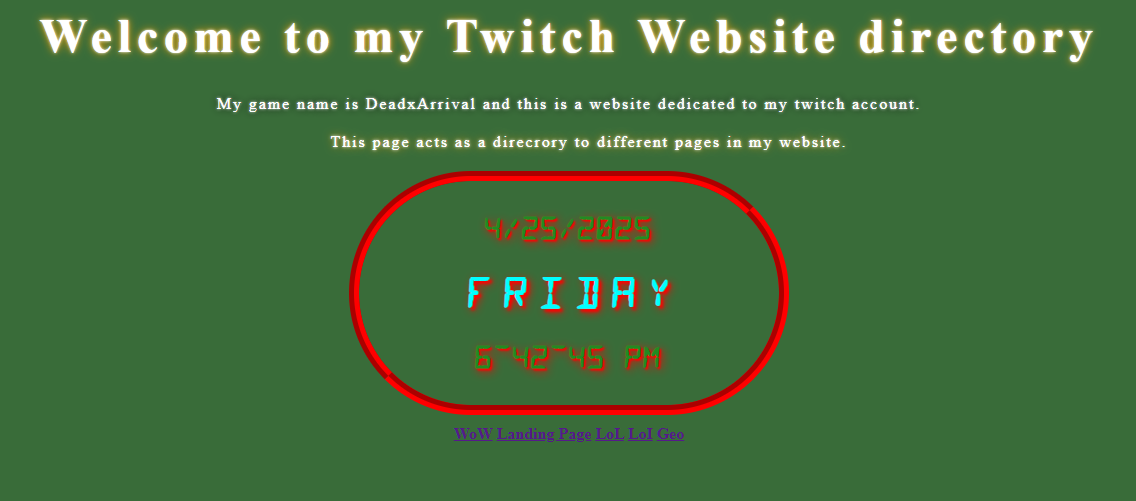 Welcome to my Twitch Website directory
My game name is DeadxArrival and this is a website dedicated to my twitch account.
This page acts as a direcrory to different pages in my website.
4/25/2025
FRIDAY
6-42-45 PM
WoW Landing Page LoL LoI Geo